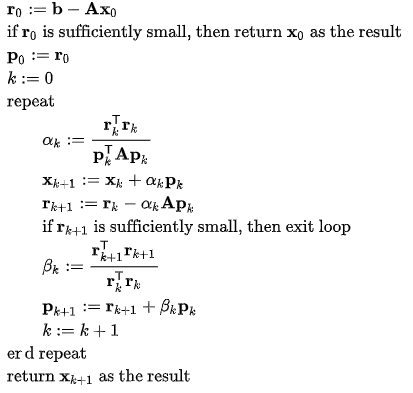 r₀ := b − Ax₀
if r₀ is sufficiently small, then return x₀ as the result
p₀ := r₀
k := 0
repeat
αₖ := rₖᵀrₖ / pₖᵀApₖ
xₖ₊₁ := xₖ + αₖpₖ
rₖ₊₁ := rₖ − αₖApₖ
if rₖ₊₁ is sufficiently small, then exit loop
βₖ := rₖ₊₁ᵀrₖ₊₁ / rₖᵀrₖ
pₖ₊₁ := rₖ₊₁ + βₖpₖ
k := k + 1
er d repeat
return xₖ₊₁ as the result